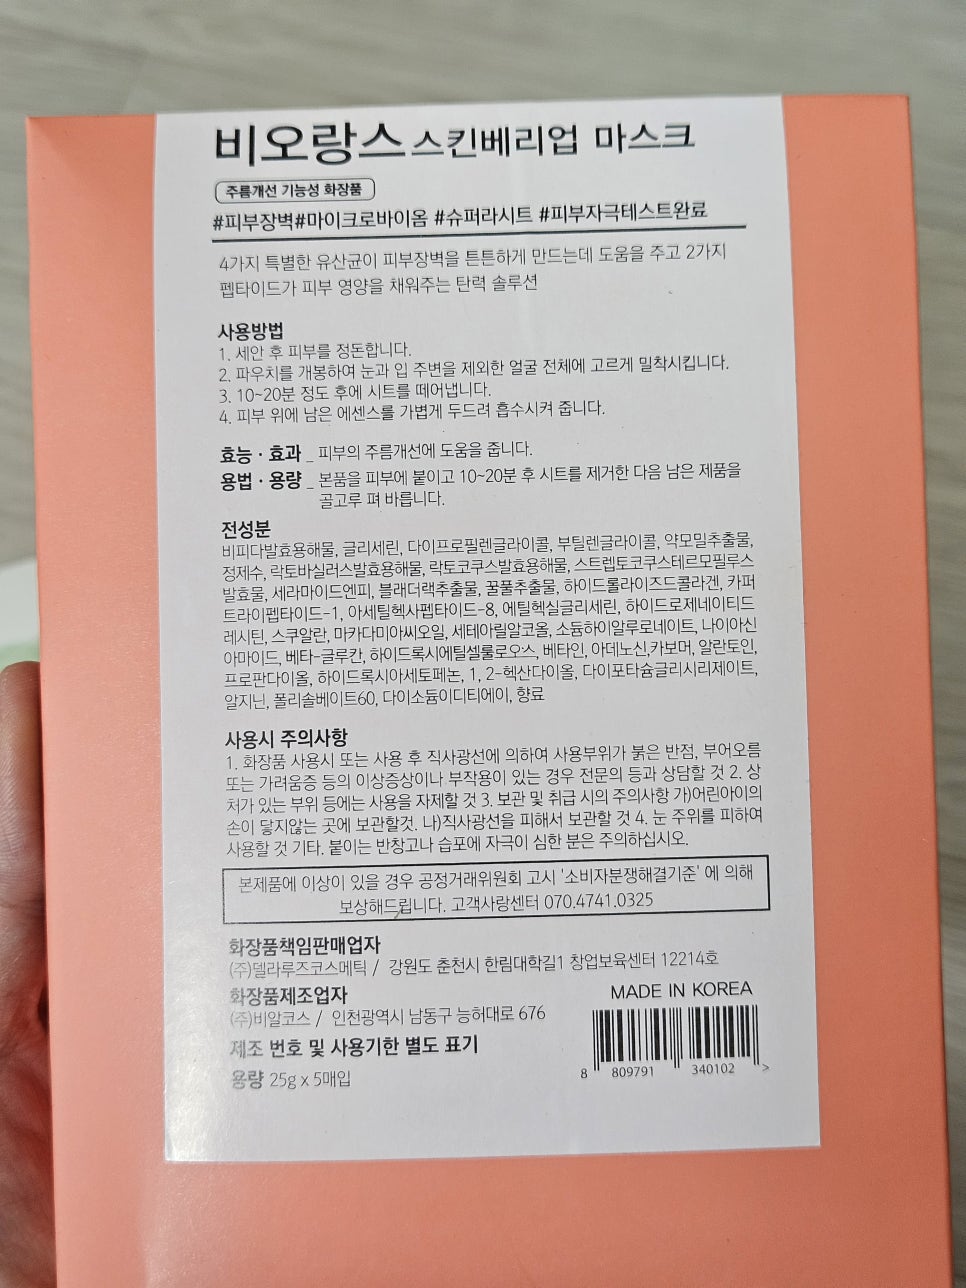 비오랑스 스킨베리업 마스크
주름개선 기능성 화장품
#피부장벽#마이크로바이옴 #슈퍼라시트 #피부자극테스트완료
4가지 특별한 유산균이 피부장벽을 튼튼하게 만드는데 도움을 주고 2가지
펩타이드가 피부 영양을 채워주는 탄력 솔루션
사용방법
1. 세안 후 피부를 정돈합니다.
2. 파우치를 개봉하여 눈과 입 주변을 제외한 얼굴 전체에 고르게 밀착시킵니다.
3. 10~20분 정도 후에 시트를 떼어냅니다.
4. 피부 위에 남은 에센스를 가볍게 두드려 흡수시켜 줍니다.
효능 · 효과 _ 피부의 주름개선에 도움을 줍니다.
용법 · 용량 _ 본품을 피부에 붙이고 10~20분 후 시트를 제거한 다음 남은 제품을
골고루 펴 바릅니다.
전성분
비피다발효용해물, 글리세린, 다이프로필렌글라이콜, 부틸렌글라이콜, 약모밀추출물,
정제수, 락토바실러스발효용해물, 락토코쿠스발효용해물, 스트렙토코쿠스테르모필루스
발효물, 세라마이드엔피, 블래더랙추출물, 꿀풀추출물, 하이드롤라이즈드콜라겐, 카퍼
트라이펩타이드-1, 아세틸헥사펩타이드-8, 에틸헥실글리세린, 하이드로제네이티드
레시틴, 스쿠알란, 마카다미아씨오일, 세테아릴알코올, 소듐하이알루로네이트, 나이아신
아마이드, 베타-글루칸, 하이드록시에틸셀룰로오스, 베타인, 아데노신,카보머, 알란토인,
프로판다이올, 하이드록시아세토페논, 1, 2-헥산다이올, 다이포타슘글리시리제이트,
알지닌, 폴리솔베이트60, 다이소듐이디티에이, 향료
사용시 주의사항
1. 화장품 사용시 또는 사용 후 직사광선에 의하여 사용부위가 붉은 반점, 부어오름
또는 가려움증 등의 이상증상이나 부작용이 있는 경우 전문의 등과 상담할 것 2. 상
처가 있는 부위 등에는 사용을 자제할 것 3. 보관 및 취급 시의 주의사항 가)어린아이의
손이 닿지않는 곳에 보관할것. 나)직사광선을 피해서 보관할 것 4. 눈 주위를 피하여
사용할 것 기타. 붙이는 반창고나 습포에 자극이 심한 분은 주의하십시오.
본제품에 이상이 있을 경우 공정거래위원회 고시 '소비자분쟁해결기준' 에 의해
보상해드립니다. 고객사랑센터 070.4741.0325
화장품책임판매업자
(주)델라루즈코스메틱 / 강원도 춘천시 한림대학길1 창업보육센터 12214호
화장품제조업자
(주)비알코스 / 인천광역시 남동구 능허대로 676
제조 번호 및 사용기한 별도 표기
용량 25g x 5매입
MADE IN KOREA
8 809791 340102 >